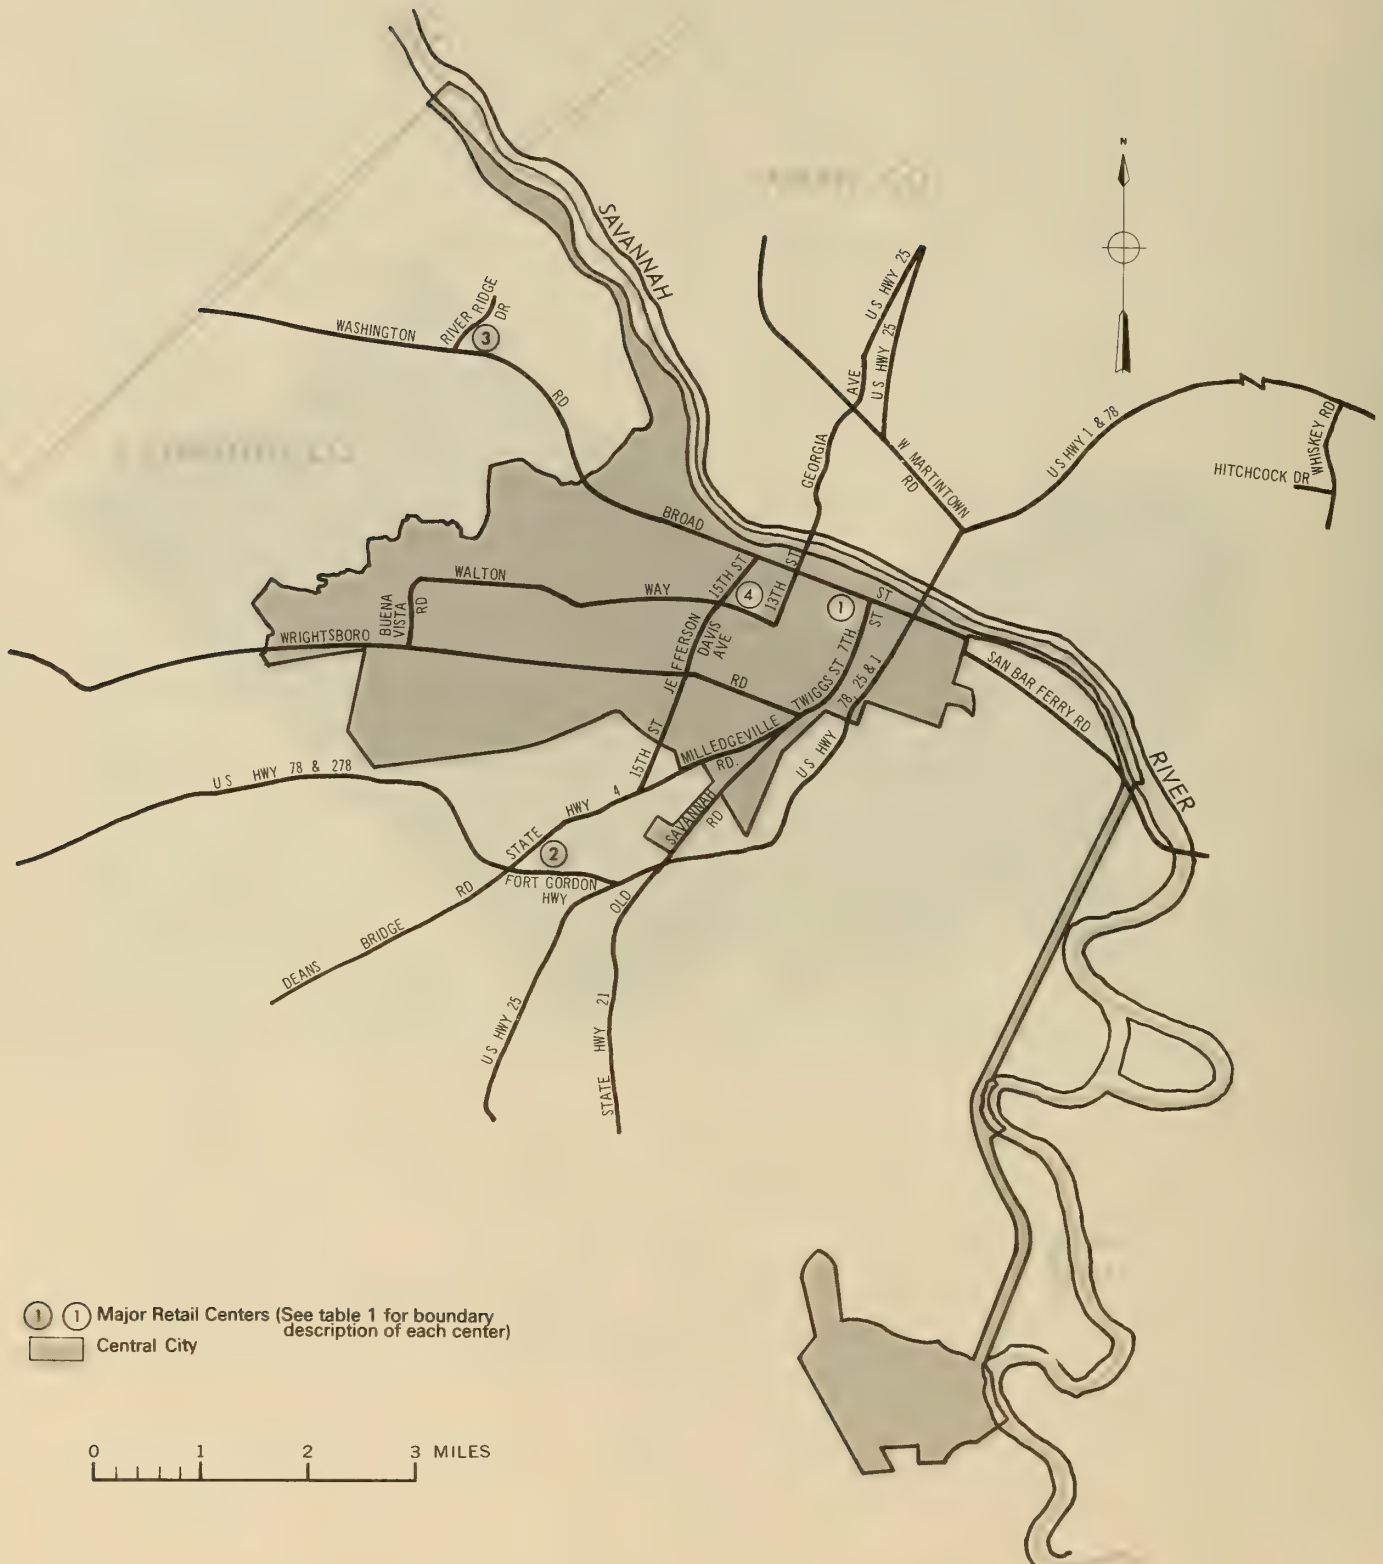 N
SAVANNAH
US HWY 25
US HWY 25
RIVER RIDGE
DR
3
WASHINGTON
RD
AVE
GEORGIA
W MARTINTOWN
RD
US HWY 1 & 78
WHISKEY RD
HITCHCOCK DR
BROAD
ST
15TH ST
4
13TH
ST
1
WALTON
WAY
BUENA
VISTA
RD
WRIGHTSBORO
RD
JEFFERSON
DAVIS
AVE
TWIGGS ST
7TH
ST
78, 25 & 1
US HWY
SAN BAR FERRY RD
RIVER
MILLEDGEVILLE
RD.
15TH ST
US HWY 78 & 278
STATE HWY 4
2
FORT GORDON
HWY
OLD
SAVANNAH
RD
DEANS BRIDGE RD
US HWY 25
STATE HWY 21
1 1 Major Retail Centers (See table 1 for boundary
description of each center)
Central City
0 1 2 3 MILES